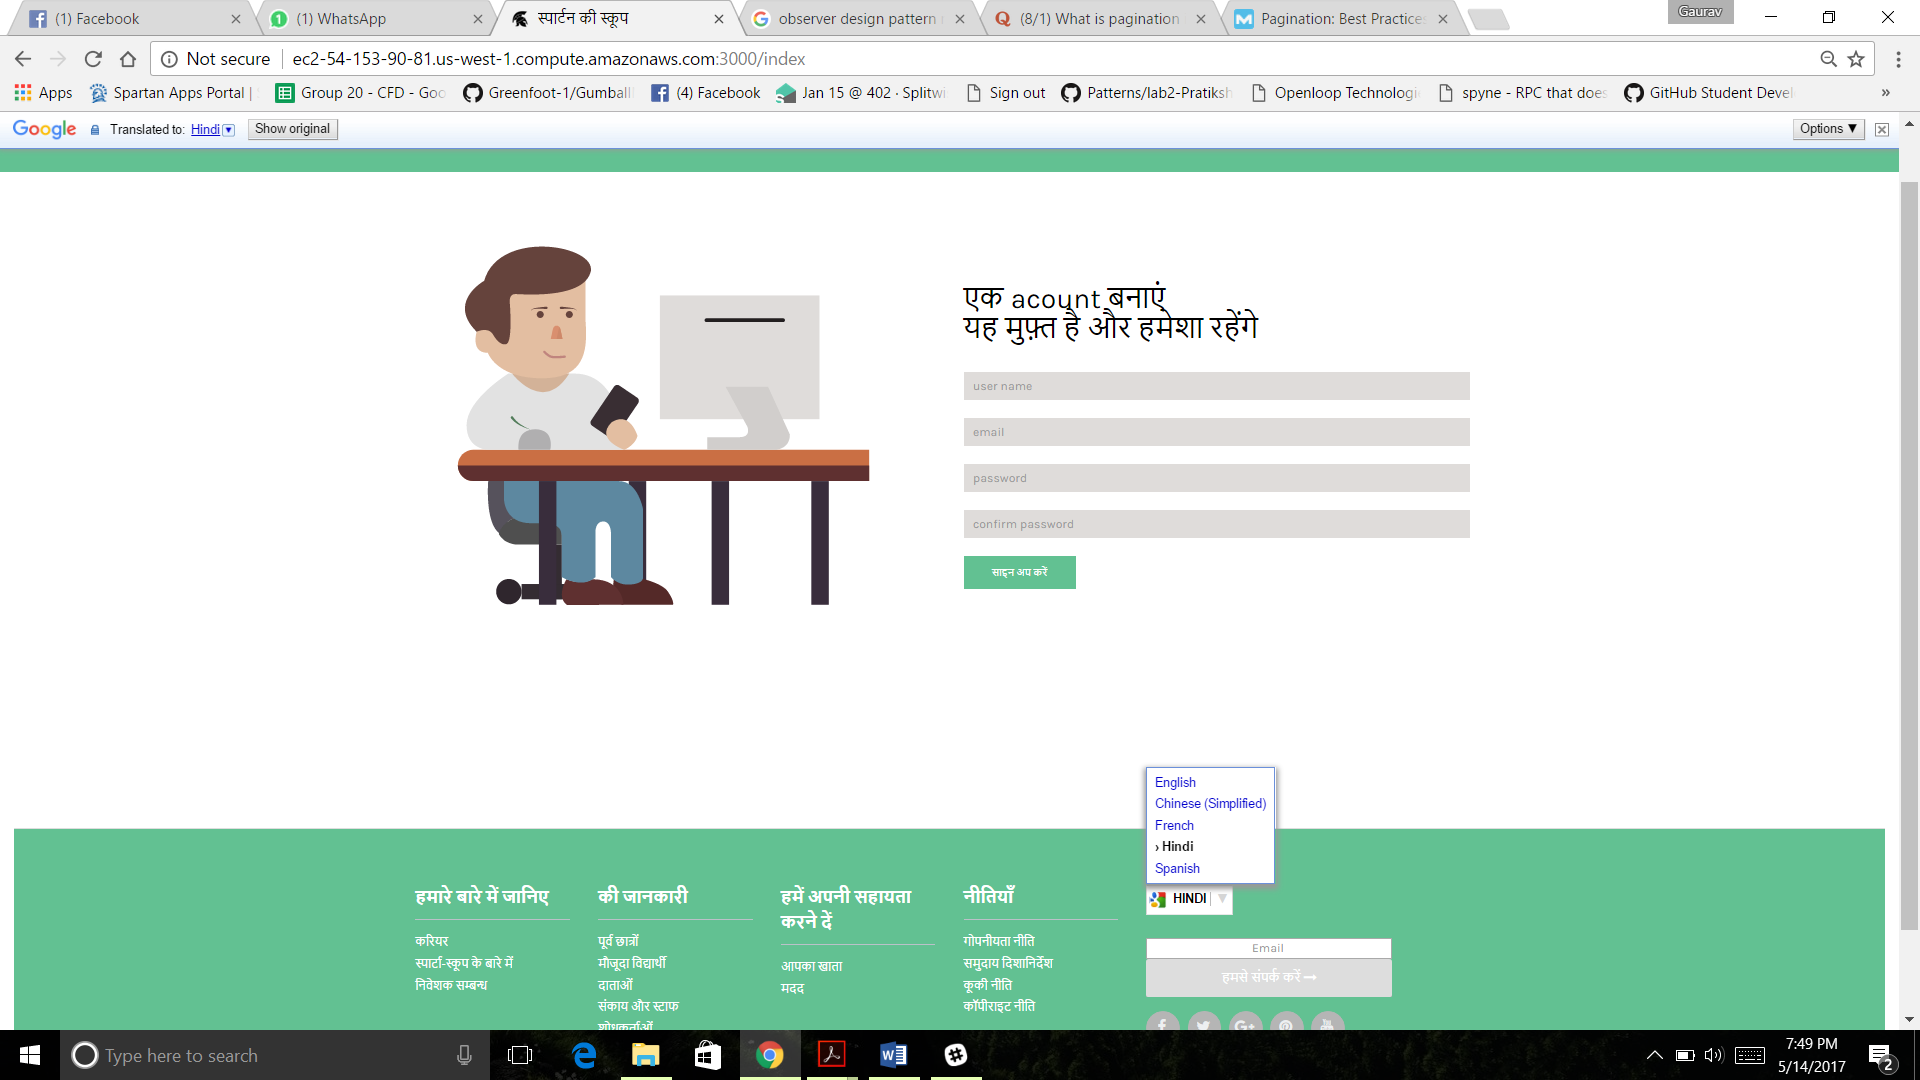 (1) Facebook
(1) WhatsApp
स्पार्टन की स्कूप
observer design pattern
(8/1) What is pagination
Pagination: Best Practices
Gaurav
Not secure
ec2-54-153-90-81.us-west-1.compute.amazonaws.com:3000/index
Apps
Spartan Apps Portal |
Group 20 - CFD - Goo
Greenfoot-1/Gumball
(4) Facebook
Jan 15 @ 402 · Splitwi
Sign out
Patterns/lab2-Pratiksh
Openloop Technologi
spyne - RPC that does
GitHub Student Devel
»
Google
Translated to:
Hindi
Show original
Options ▼
एक acount बनाएं
यह मुफ़्त है और हमेशा रहेंगे
user name
email
password
confirm password
साइन अप करें
English
Chinese (Simplified)
French
› Hindi
Spanish
HINDI
हमारे बारे में जानिए
करियर
स्पार्टा-स्कूप के बारे में
निवेशक सम्बन्ध
की जानकारी
पूर्व छात्रों
मौजूदा विद्यार्थी
दाताओं
संकाय और स्टाफ
शोधकर्ताओं
हमें अपनी सहायता
करने दें
आपका खाता
मदद
नीतियाँ
गोपनीयता नीति
समुदाय दिशानिर्देश
कूकी नीति
कॉपीराइट नीति
Email
हमसे संपर्क करें
Type here to search
7:49 PM
5/14/2017
2